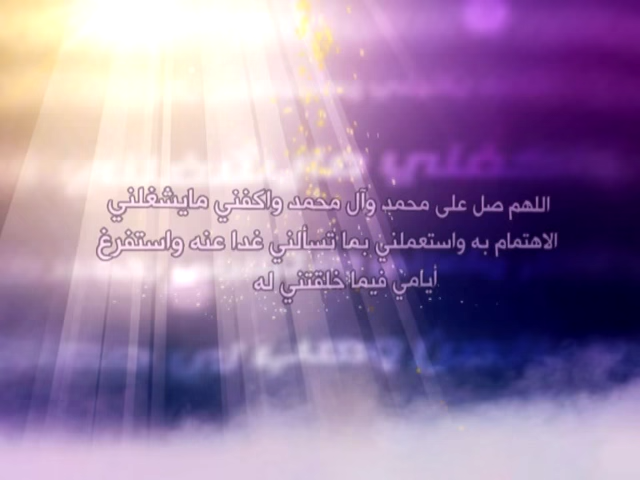 اللهم صل على محمد وآل محمد واكفني مايشغلني
الاهتمام به واستعملني بما تسألني غدا عنه واستفرغ
أيامي فيما خلقتني له